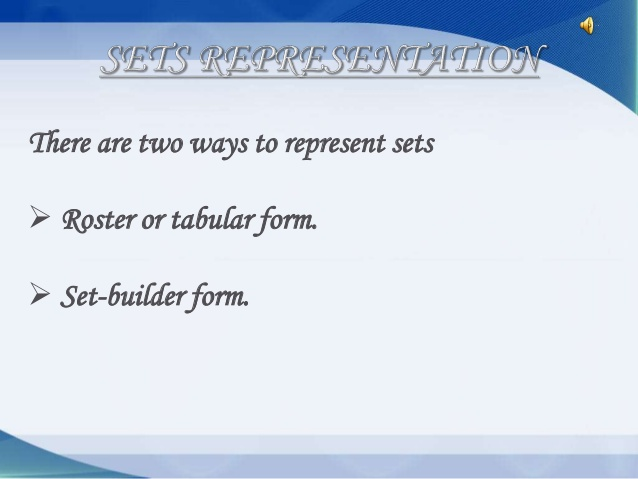 SETS REPRESENTATION
There are two ways to represent sets
➢ Roster or tabular form.
➢ Set-builder form.